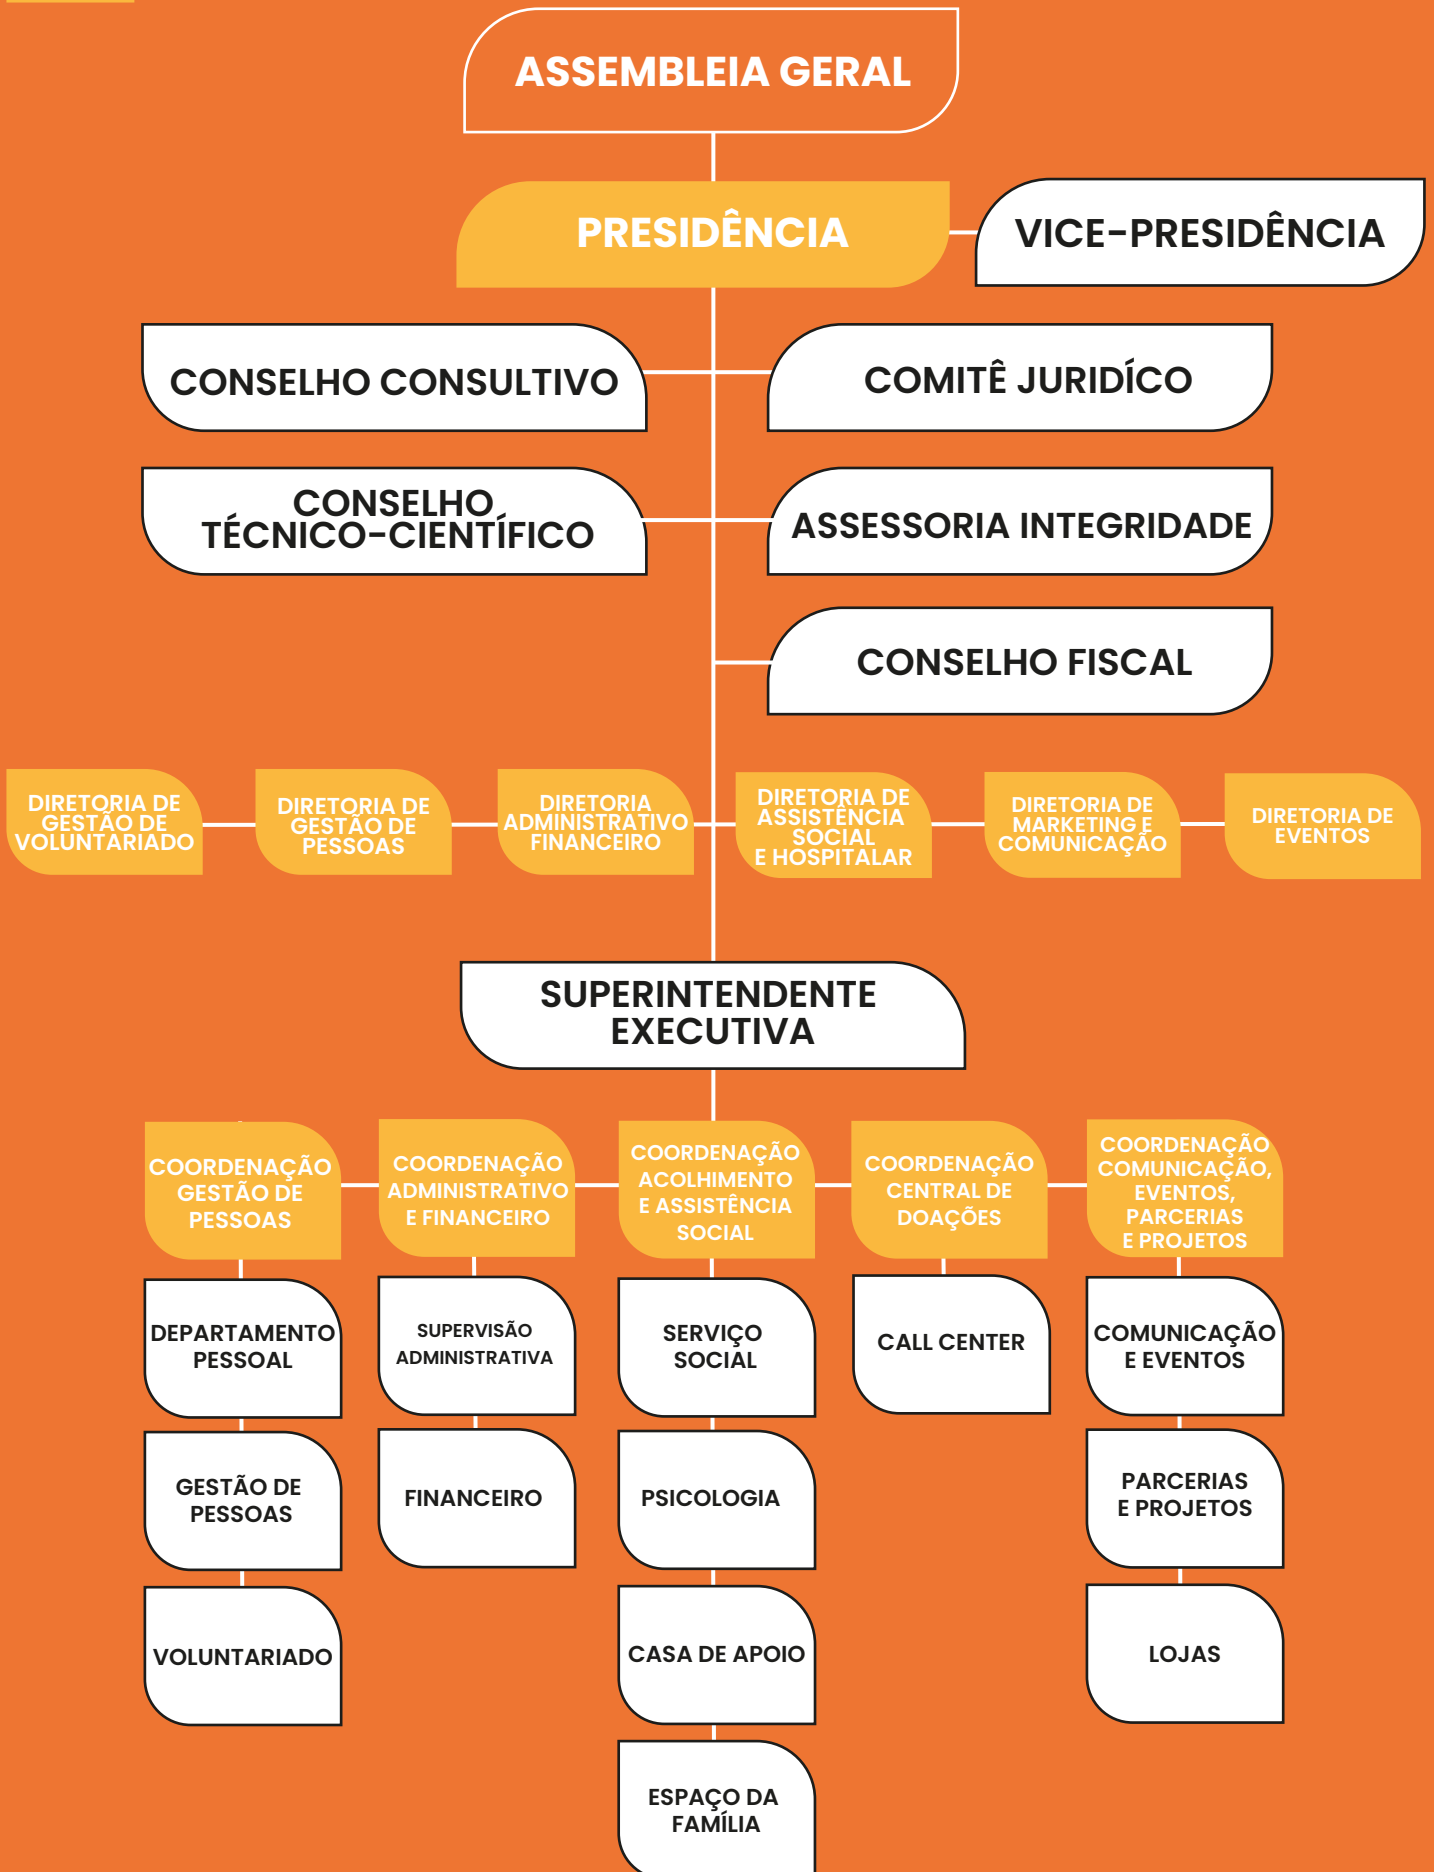 ASSEMBLEIA GERAL
PRESIDÊNCIA
VICE-PRESIDÊNCIA
CONSELHO CONSULTIVO
COMITÊ JURIDÍCO
CONSELHO
TÉCNICO-CIENTÍFICO
ASSESSORIA INTEGRIDADE
CONSELHO FISCAL
DIRETORIA DE
GESTÃO DE
VOLUNTARIADO
DIRETORIA DE
GESTÃO DE
PESSOAS
DIRETORIA
ADMINISTRATIVO
FINANCEIRO
DIRETORIA DE
ASSISTÊNCIA
SOCIAL
E HOSPITALAR
DIRETORIA DE
MARKETING E
COMUNICAÇÃO
DIRETORIA DE
EVENTOS
SUPERINTENDENTE
EXECUTIVA
COORDENAÇÃO
GESTÃO DE
PESSOAS
COORDENAÇÃO
ADMINISTRATIVO
E FINANCEIRO
COORDENAÇÃO
ACOLHIMENTO
E ASSISTÊNCIA
SOCIAL
COORDENAÇÃO
CENTRAL DE
DOAÇÕES
COORDENAÇÃO
COMUNICAÇÃO,
EVENTOS,
PARCERIAS
E PROJETOS
DEPARTAMENTO
PESSOAL
SUPERVISÃO
ADMINISTRATIVA
SERVIÇO
SOCIAL
CALL CENTER
COMUNICAÇÃO
E EVENTOS
GESTÃO DE
PESSOAS
FINANCEIRO
PSICOLOGIA
PARCERIAS
E PROJETOS
VOLUNTARIADO
CASA DE APOIO
LOJAS
ESPAÇO DA
FAMÍLIA